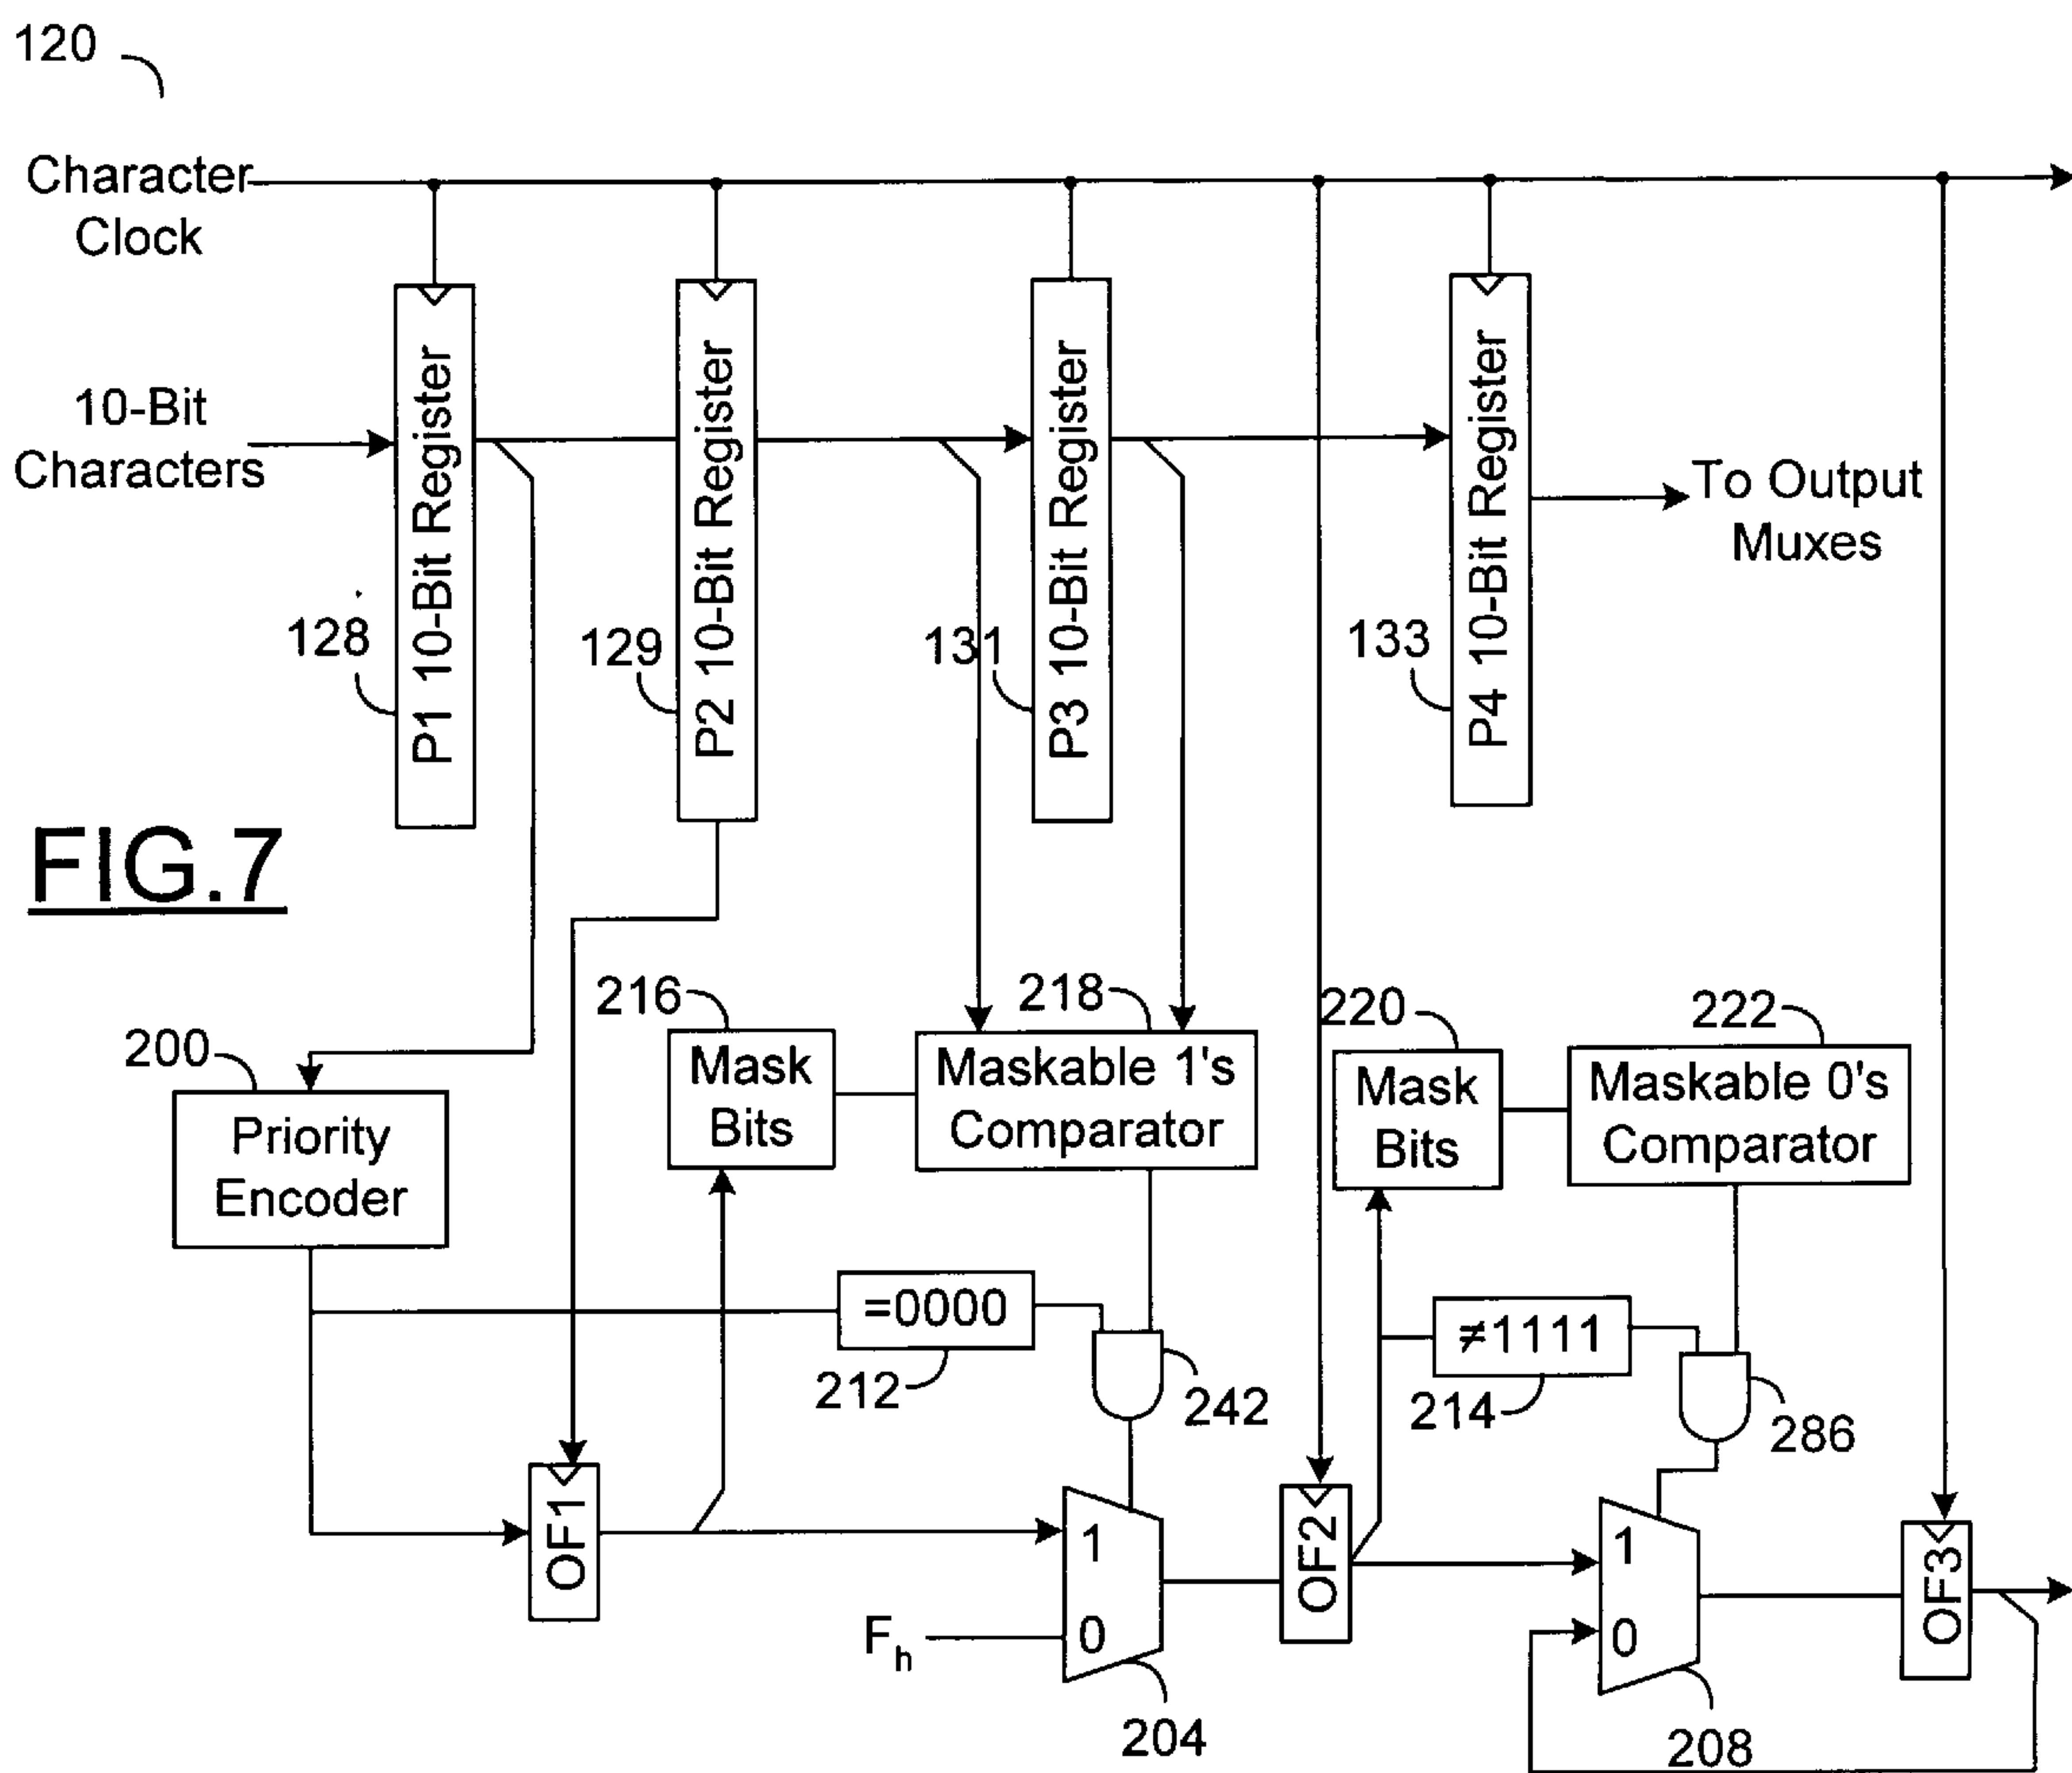 120
Character
Clock
10-Bit
Characters
P1 10-Bit Register
P2 10-Bit Register
P3 10-Bit Register
P4 10-Bit Register
To Output
Muxes
128
129
131
133
FIG.7
216
218
220
222
200
Priority
Encoder
Mask
Bits
Maskable 1's
Comparator
Mask
Bits
Maskable 0's
Comparator
=0000
≠1111
212
242
214
286
OF1
1
0
OF2
1
0
OF3
Fh
204
208